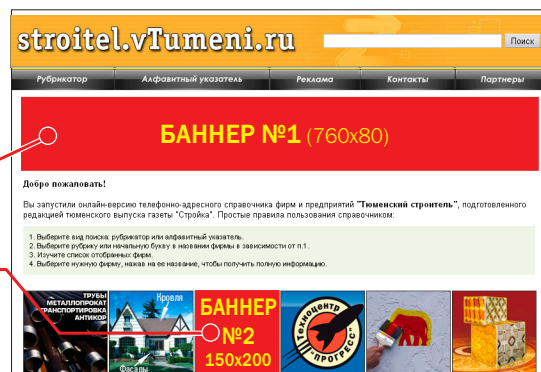 stroitel.vTumeni.ru
Поиск
Рубрикатор Алфавитный указатель Реклама Контакты Партнеры
БАННЕР №1 (760x80)
Добро пожаловать!
Вы запустили онлайн-версию телефонно-адресного справочника фирм и предприятий "Тюменский строитель", подготовленного
редакцией тюменского выпуска газеты "Стройка". Простые правила пользования справочником:
1. Выберите вид поиска: рубрикатор или алфавитный указатель.
2. Выберите рубрику или начальную букву в названии фирмы в зависимости от п.1.
3. Изучите список отобранных фирм.
4. Выберите нужную фирму, нажав на ее название, чтобы получить полную информацию.
ТРУБЫ
МЕТАЛЛОПРОКАТ
ТРАНСПОРТИРОВКА
АНТИКОР
Кровля
Фасады
БАННЕР
№2
150x200
Техноцентр
"ПРОГРЕСС"